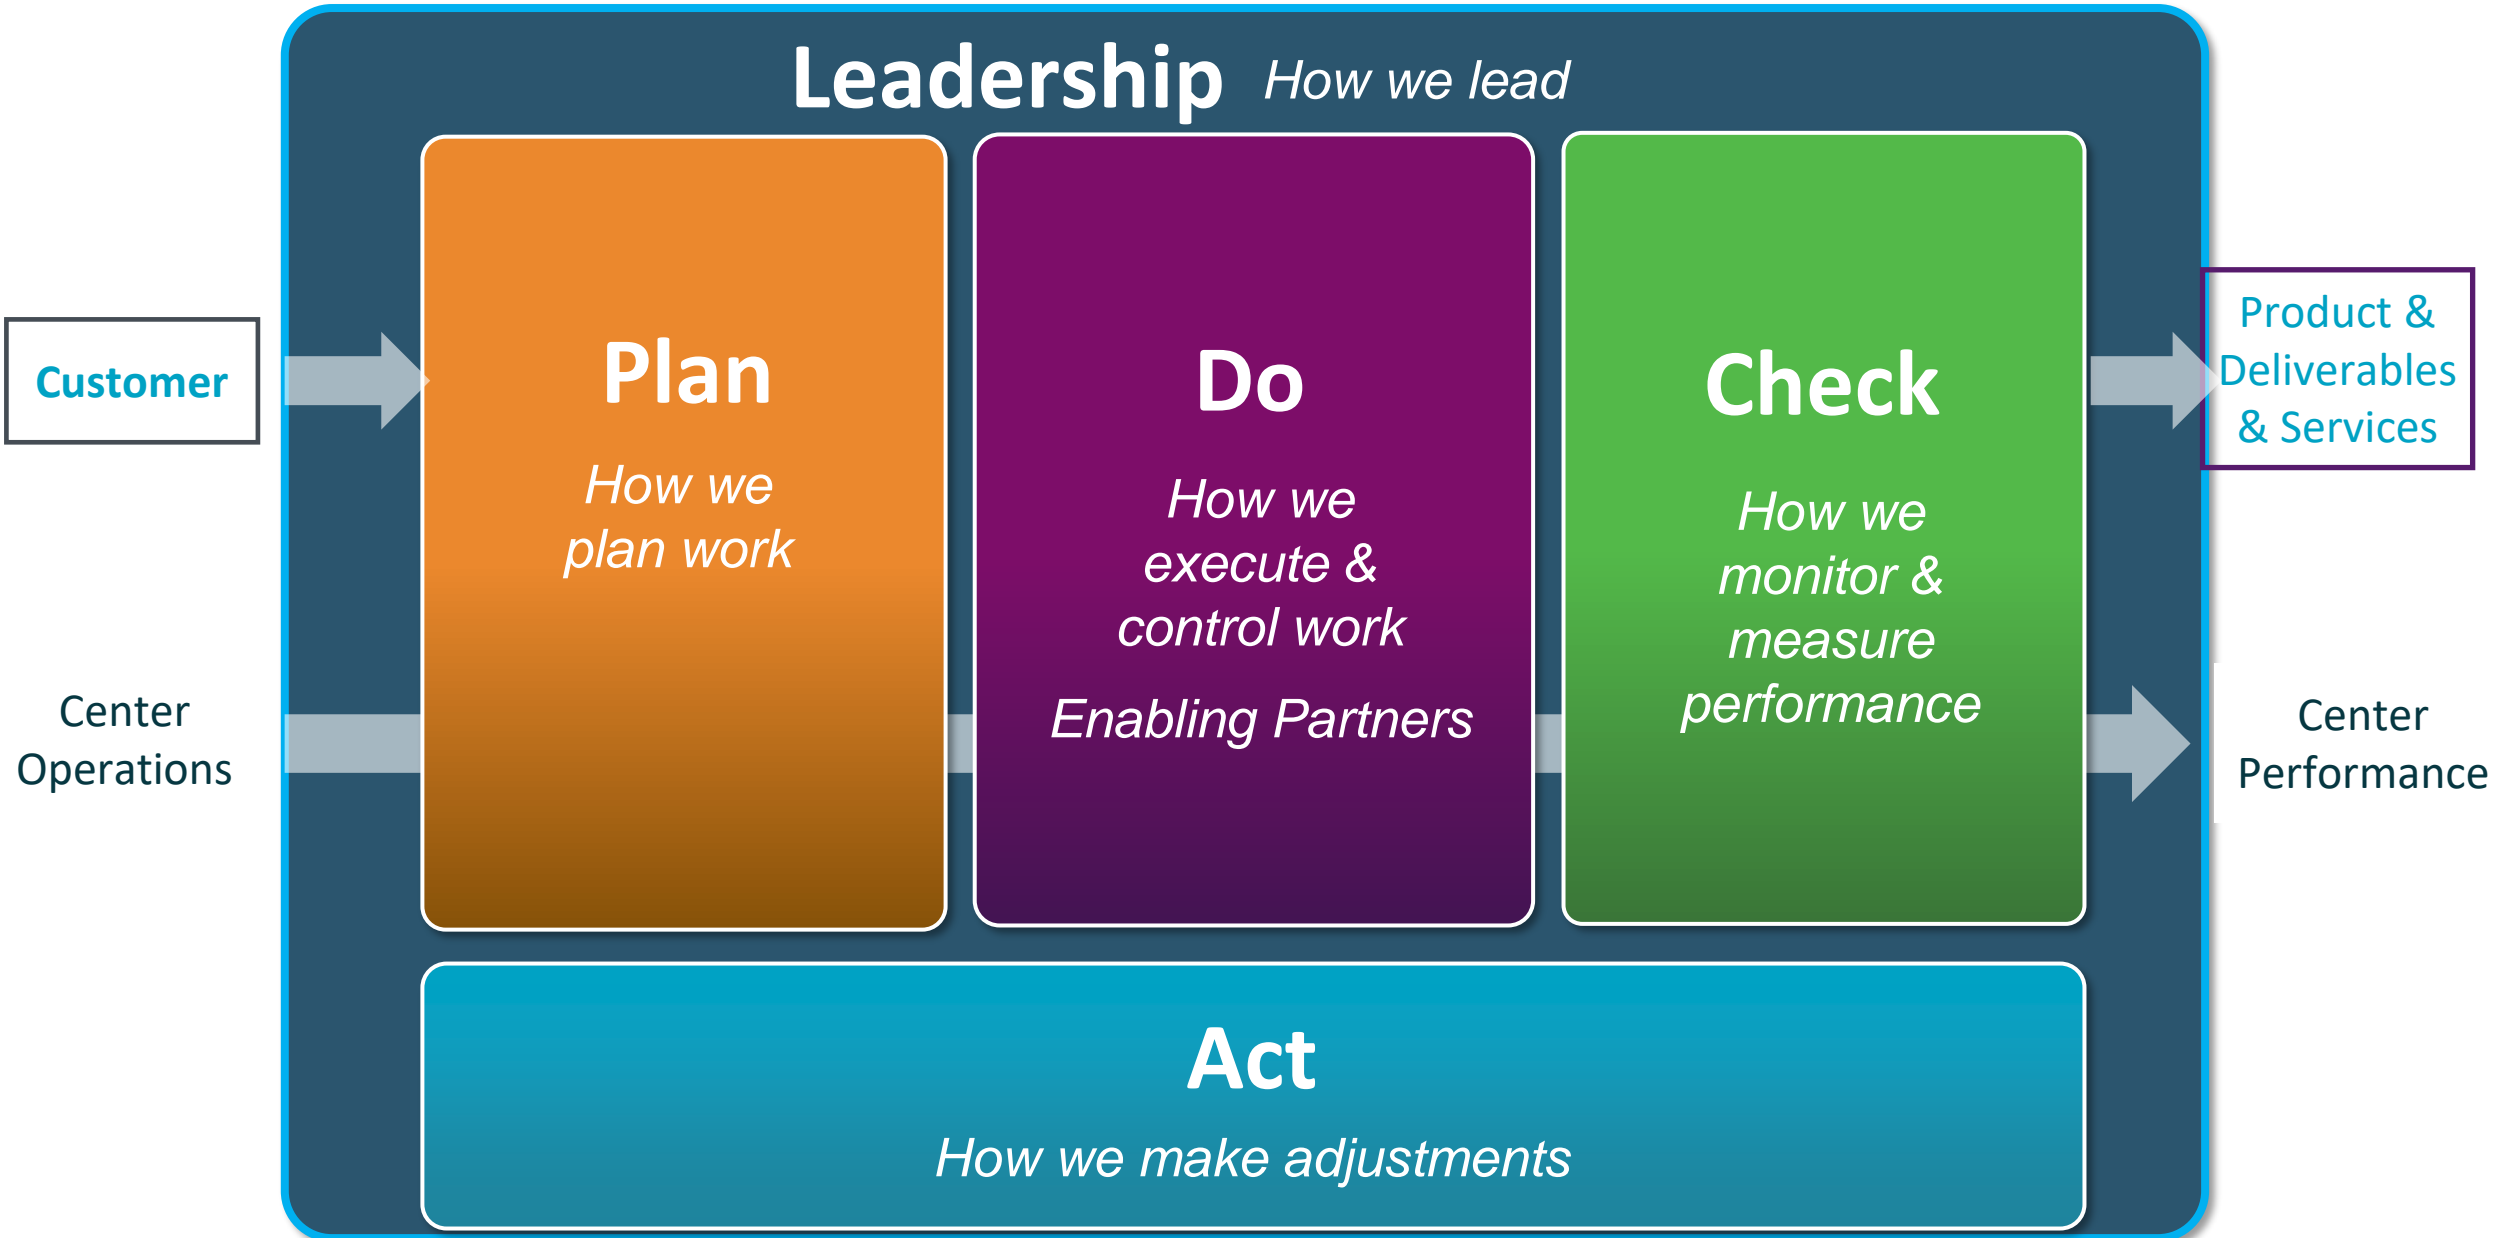 Leadership How we lead
Customer
Center
Operations
Plan
How we
plan work
Do
How we
execute &
control work
Enabling Partners
Check
How we
monitor &
measure
performance
Product &
Deliverables
& Services
Center
Performance
Act
How we make adjustments